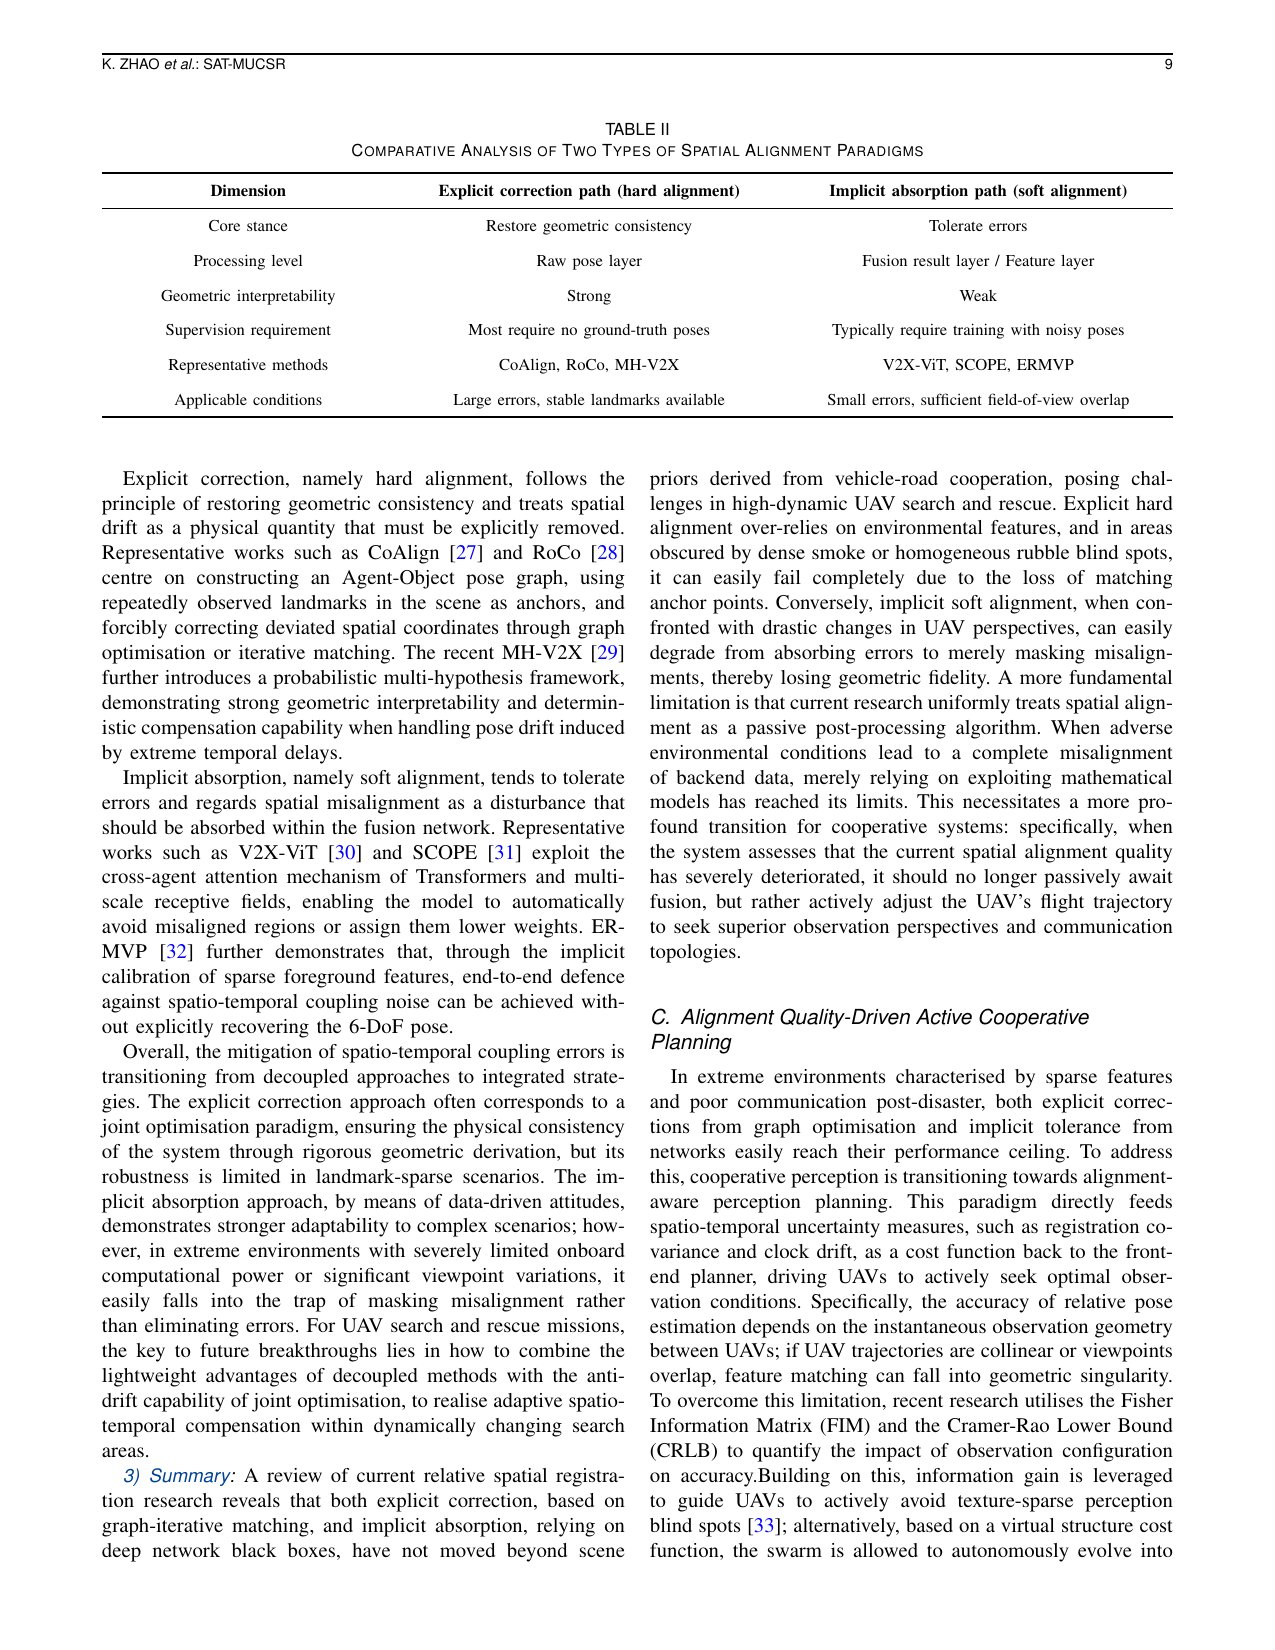 K. ZHAO et al.: SAT-MUCSR 9
TABLE II
COMPARATIVE ANALYSIS OF TWO TYPES OF SPATIAL ALIGNMENT PARADIGMS
Dimension Explicit correction path (hard alignment) Implicit absorption path (soft alignment)
Core stance Restore geometric consistency Tolerate errors
Processing level Raw pose layer Fusion result layer / Feature layer
Geometric interpretability Strong Weak
Supervision requirement Most require no ground-truth poses Typically require training with noisy poses
Representative methods CoAlign, RoCo, MH-V2X V2X-ViT, SCOPE, ERMVP
Applicable conditions Large errors, stable landmarks available Small errors, sufficient field-of-view overlap
Explicit correction, namely hard alignment, follows the
principle of restoring geometric consistency and treats spatial
drift as a physical quantity that must be explicitly removed.
Representative works such as CoAlign [27] and RoCo [28]
centre on constructing an Agent-Object pose graph, using
repeatedly observed landmarks in the scene as anchors, and
forcibly correcting deviated spatial coordinates through graph
optimisation or iterative matching. The recent MH-V2X [29]
further introduces a probabilistic multi-hypothesis framework,
demonstrating strong geometric interpretability and determin-
istic compensation capability when handling pose drift induced
by extreme temporal delays.
Implicit absorption, namely soft alignment, tends to tolerate
errors and regards spatial misalignment as a disturbance that
should be absorbed within the fusion network. Representative
works such as V2X-ViT [30] and SCOPE [31] exploit the
cross-agent attention mechanism of Transformers and multi-
scale receptive fields, enabling the model to automatically
avoid misaligned regions or assign them lower weights. ER-
MVP [32] further demonstrates that, through the implicit
calibration of sparse foreground features, end-to-end defence
against spatio-temporal coupling noise can be achieved with-
out explicitly recovering the 6-DoF pose.
Overall, the mitigation of spatio-temporal coupling errors is
transitioning from decoupled approaches to integrated strate-
gies. The explicit correction approach often corresponds to a
joint optimisation paradigm, ensuring the physical consistency
of the system through rigorous geometric derivation, but its
robustness is limited in landmark-sparse scenarios. The im-
plicit absorption approach, by means of data-driven attitudes,
demonstrates stronger adaptability to complex scenarios; how-
ever, in extreme environments with severely limited onboard
computational power or significant viewpoint variations, it
easily falls into the trap of masking misalignment rather
than eliminating errors. For UAV search and rescue missions,
the key to future breakthroughs lies in how to combine the
lightweight advantages of decoupled methods with the anti-
drift capability of joint optimisation, to realise adaptive spatio-
temporal compensation within dynamically changing search
areas.
3) Summary: A review of current relative spatial registra-
tion research reveals that both explicit correction, based on
graph-iterative matching, and implicit absorption, relying on
deep network black boxes, have not moved beyond scene
priors derived from vehicle-road cooperation, posing chal-
lenges in high-dynamic UAV search and rescue. Explicit hard
alignment over-relies on environmental features, and in areas
obscured by dense smoke or homogeneous rubble blind spots,
it can easily fail completely due to the loss of matching
anchor points. Conversely, implicit soft alignment, when con-
fronted with drastic changes in UAV perspectives, can easily
degrade from absorbing errors to merely masking misalign-
ments, thereby losing geometric fidelity. A more fundamental
limitation is that current research uniformly treats spatial align-
ment as a passive post-processing algorithm. When adverse
environmental conditions lead to a complete misalignment
of backend data, merely relying on exploiting mathematical
models has reached its limits. This necessitates a more pro-
found transition for cooperative systems: specifically, when
the system assesses that the current spatial alignment quality
has severely deteriorated, it should no longer passively await
fusion, but rather actively adjust the UAV's flight trajectory
to seek superior observation perspectives and communication
topologies.
C. Alignment Quality-Driven Active Cooperative
Planning
In extreme environments characterised by sparse features
and poor communication post-disaster, both explicit correc-
tions from graph optimisation and implicit tolerance from
networks easily reach their performance ceiling. To address
this, cooperative perception is transitioning towards alignment-
aware perception planning. This paradigm directly feeds
spatio-temporal uncertainty measures, such as registration co-
variance and clock drift, as a cost function back to the front-
end planner, driving UAVs to actively seek optimal obser-
vation conditions. Specifically, the accuracy of relative pose
estimation depends on the instantaneous observation geometry
between UAVs; if UAV trajectories are collinear or viewpoints
overlap, feature matching can fall into geometric singularity.
To overcome this limitation, recent research utilises the Fisher
Information Matrix (FIM) and the Cramer-Rao Lower Bound
(CRLB) to quantify the impact of observation configuration
on accuracy.Building on this, information gain is leveraged
to guide UAVs to actively avoid texture-sparse perception
blind spots [33]; alternatively, based on a virtual structure cost
function, the swarm is allowed to autonomously evolve into